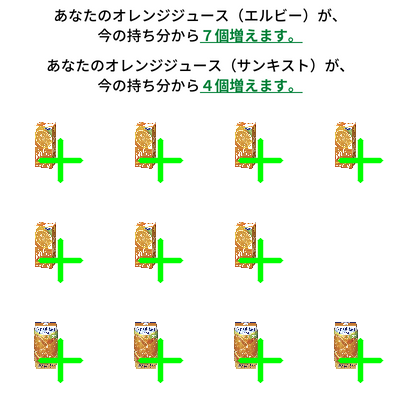 あなたのオレンジジュース（エルビー）が、
今の持ち分から７個増えます。
あなたのオレンジジュース（サンキスト）が、
今の持ち分から４個増えます。